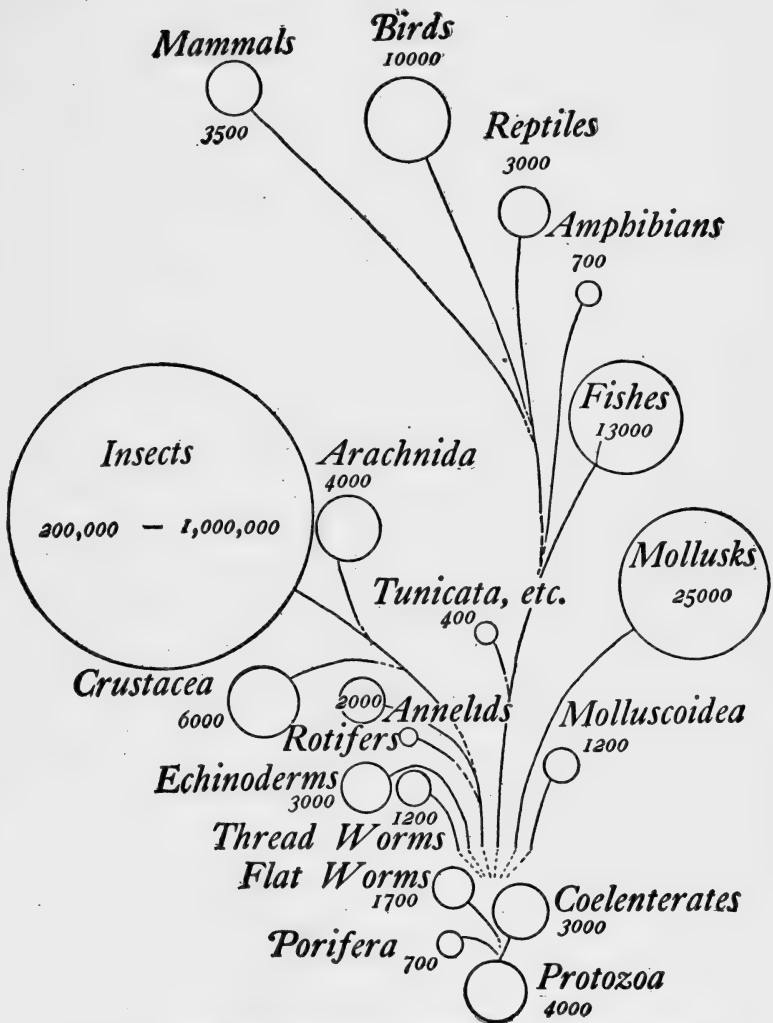 Birds
10000
Mammals
3500
Reptiles
3000
Amphibians
700
Fishes
13000
Insects
200,000 — 1,000,000
Arachnida
4000
Mollusks
25000
Tunicata, etc.
400
Crustacea
6000
2000 Annelids
Molluscoidea
1200
Rotifers
Echinoderms
3000
1200
Thread Worms
Flat Worms
1700
Coelenterates
3000
Porifera 700
Protozoa
4000